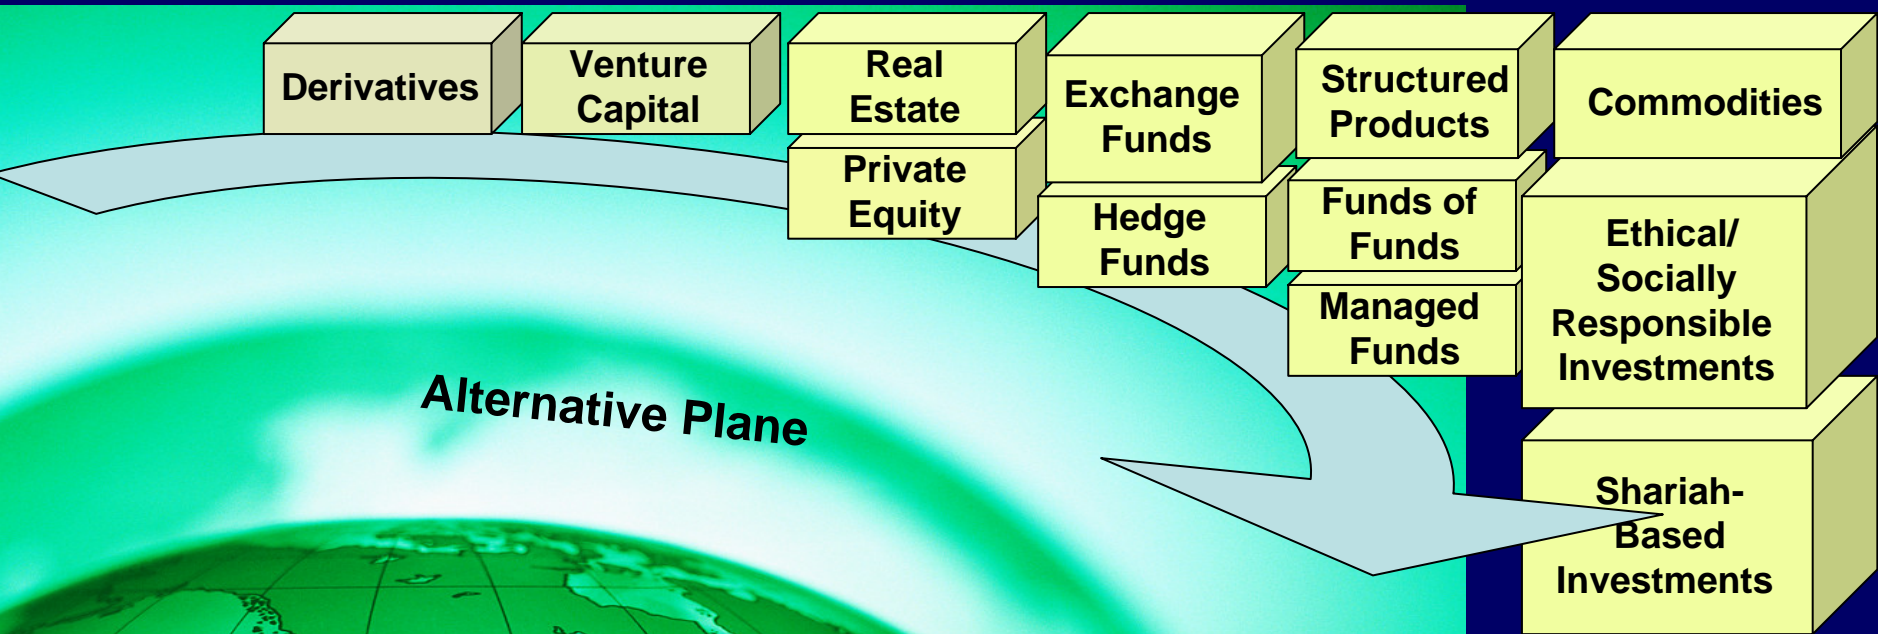 Derivatives
Venture
Capital
Real
Estate
Private
Equity
Exchange
Funds
Hedge
Funds
Structured
Products
Funds of
Funds
Managed
Funds
Commodities
Ethical/
Socially
Responsible
Investments
Shariah-
Based
Investments
Alternative Plane